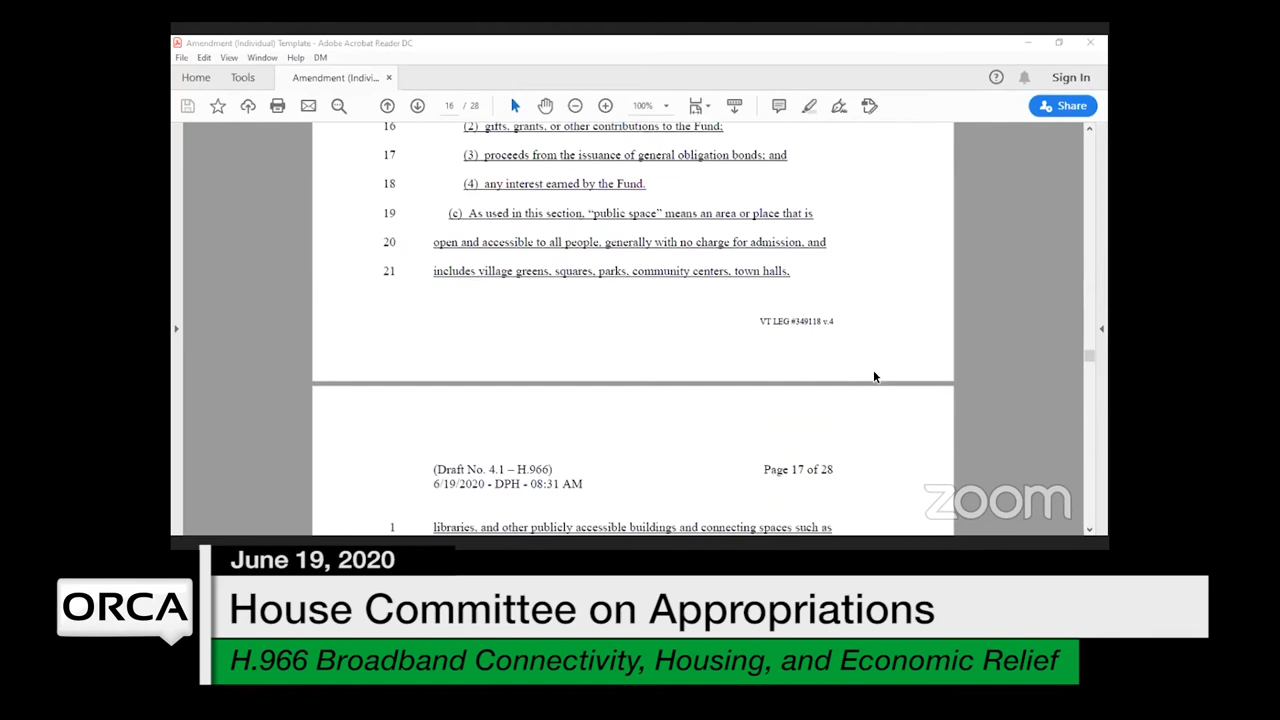 Amendment (Individual) Template - Adobe Acrobat Reader DC
File Edit View Window Help DM
Home Tools Amendment (Indivi... × Sign In
16 / 28 100% Share
16 (2) gifts, grants, or other contributions to the Fund;
17 (3) proceeds from the issuance of general obligation bonds; and
18 (4) any interest earned by the Fund.
19 (c) As used in this section, “public space” means an area or place that is
20 open and accessible to all people, generally with no charge for admission, and
21 includes village greens, squares, parks, community centers, town halls,
VT LEG #349118 v.4
(Draft No. 4.1 – H.966) Page 17 of 28
6/19/2020 - DPH - 08:31 AM
zoom
1 libraries, and other publicly accessible buildings and connecting spaces such as
June 19, 2020
ORCA House Committee on Appropriations
H.966 Broadband Connectivity, Housing, and Economic Relief